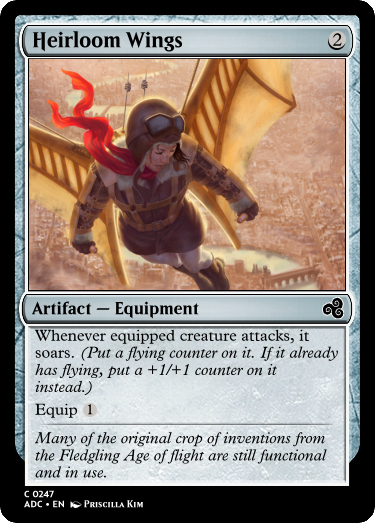 Heirloom Wings 2
Artifact — Equipment
Whenever equipped creature attacks, it
soars. (Put a flying counter on it. If it already
has flying, put a +1/+1 counter on it
instead.)
Equip 1
Many of the original crop of inventions from
the Fledgling Age of flight are still functional
and in use.
C 0247
ADC • EN Priscilla Kim